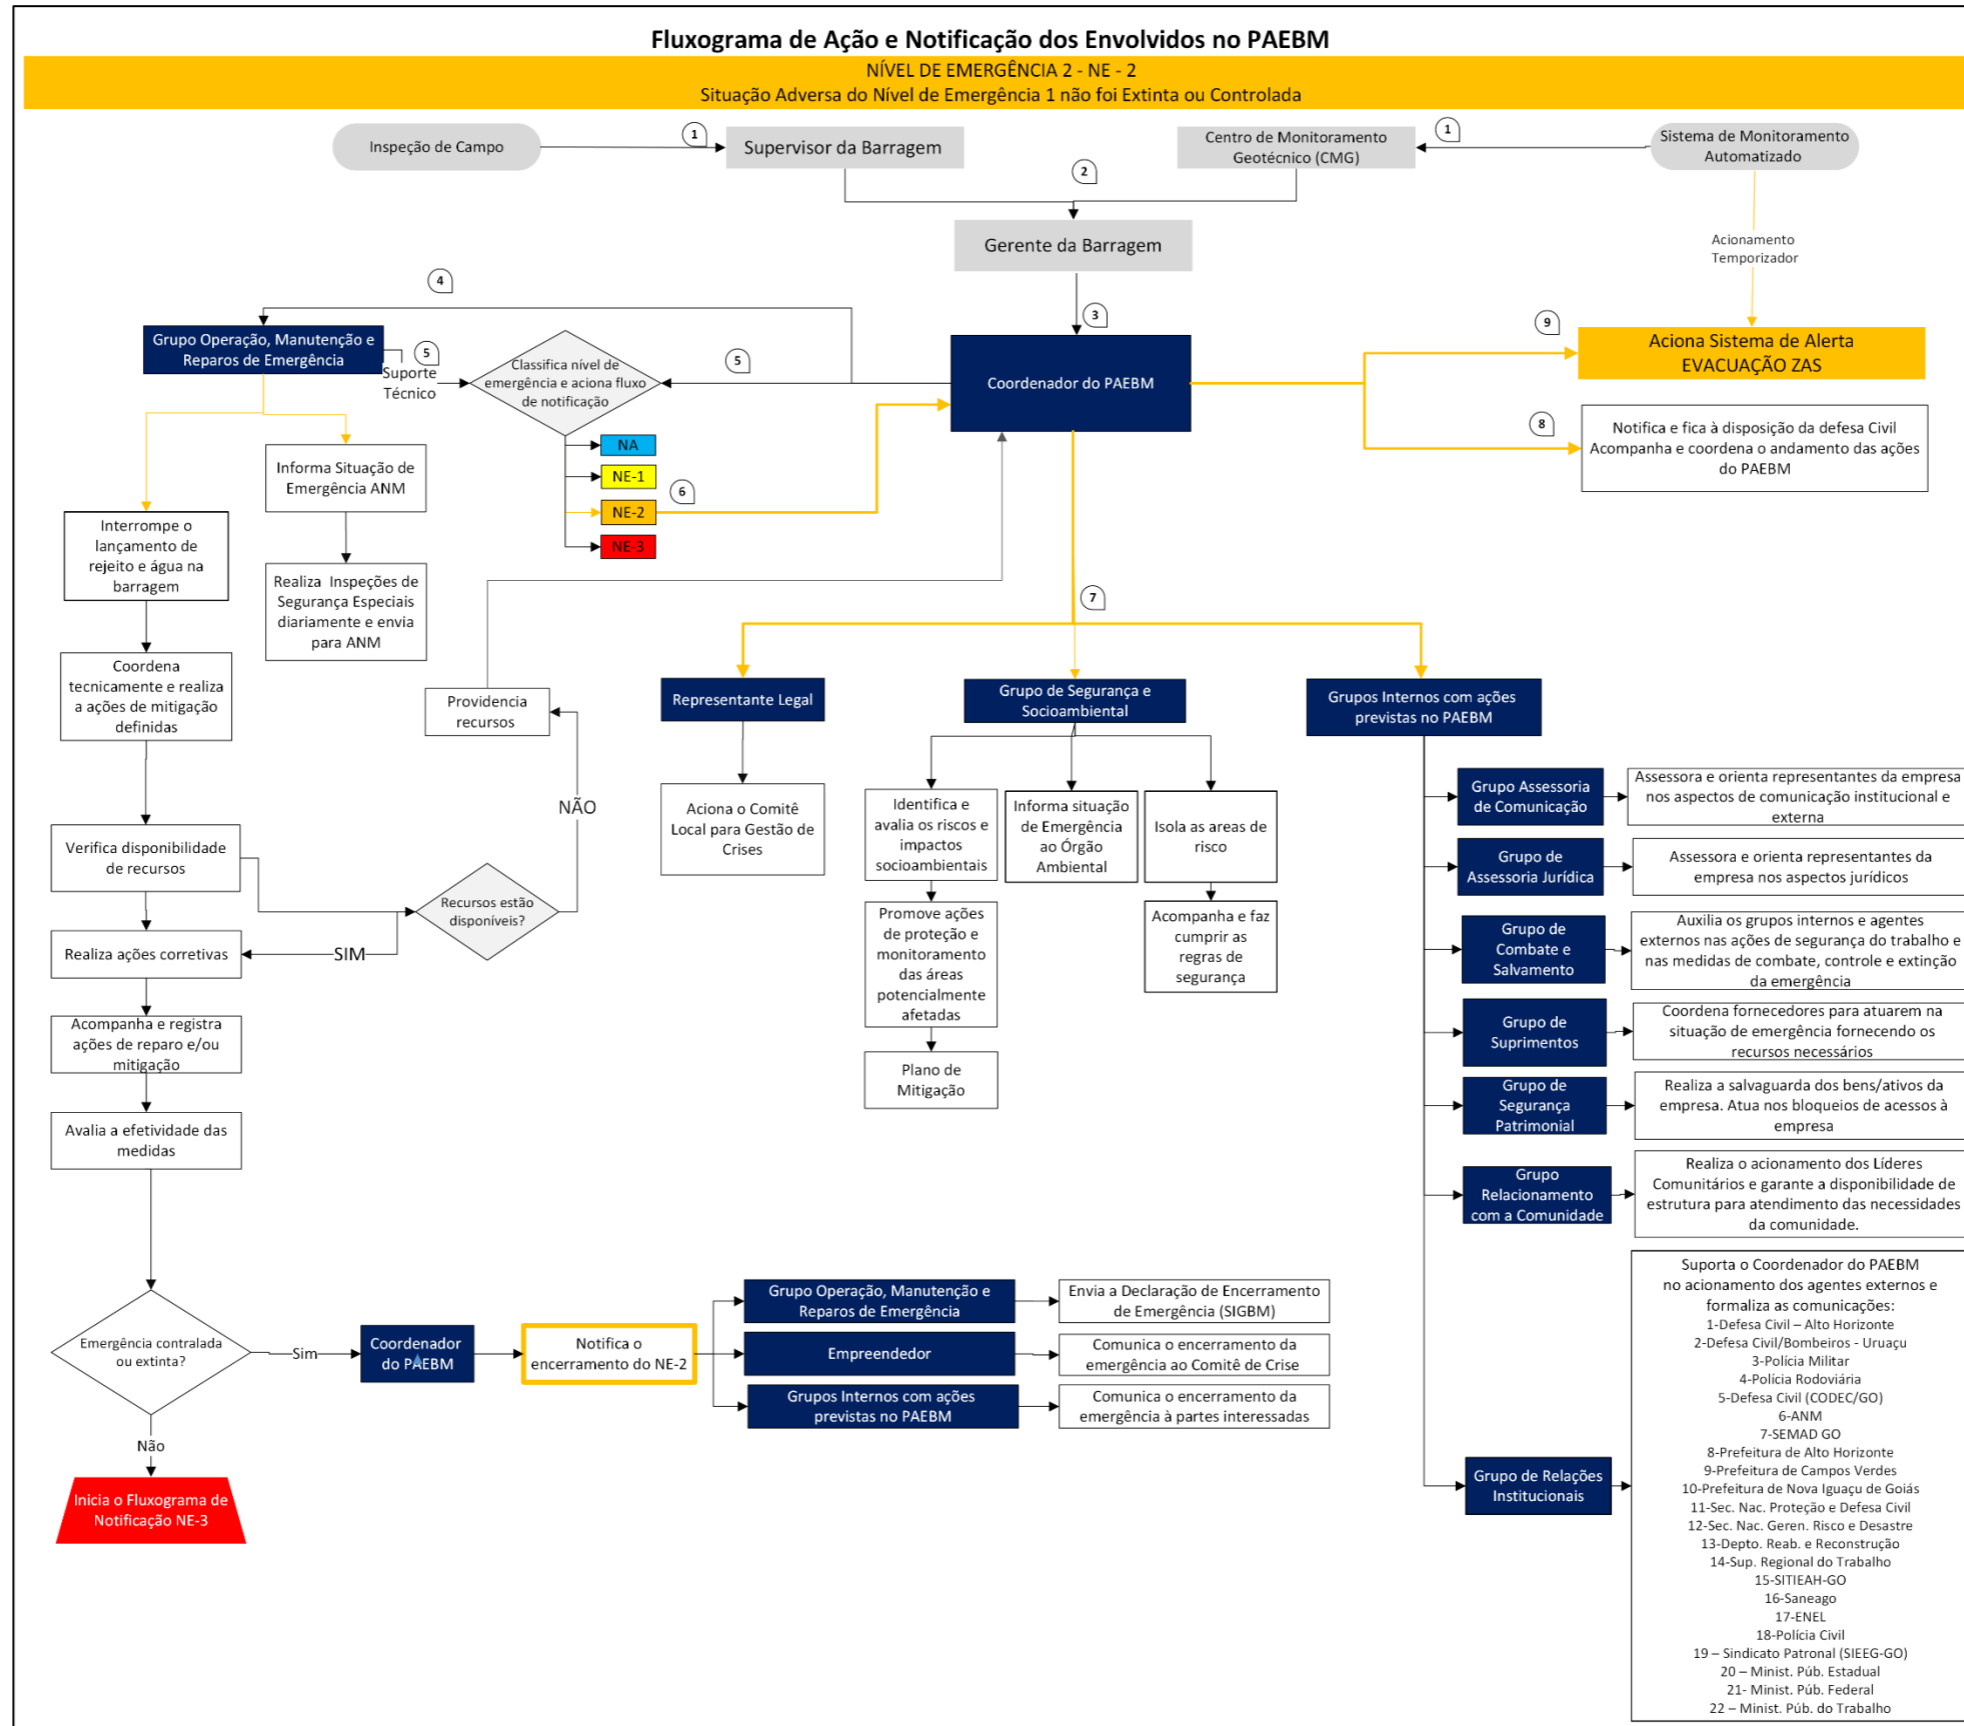 Fluxograma de Ação e Notificação dos Envolvidos no PAEBM
NÍVEL DE EMERGÊNCIA 2 - NE - 2
Situação Adversa do Nível de Emergência 1 não foi Extinta ou Controlada
Inspeção de Campo
1
Supervisor da Barragem
Centro de Monitoramento
Geotécnico (CMG)
1
Sistema de Monitoramento
Automatizado
2
Gerente da Barragem
Acionamento
Temporizador
4
3
9
Grupo Operação, Manutenção e
Reparos de Emergência
5
Suporte
Técnico
Classifica nível de
emergência e aciona fluxo
de notificação
5
Coordenador do PAEBM
Aciona Sistema de Alerta
EVACUAÇÃO ZAS
8
Notifica e fica à disposição da defesa Civil
Acompanha e coordena o andamento das ações
do PAEBM
NA
NE-1
NE-2
NE-3
6
Informa Situação de
Emergência ANM
Interrompe o
lançamento de
rejeito e água na
barragem
Realiza Inspeções de
Segurança Especiais
diariamente e envia
para ANM
7
Coordena
tecnicamente e realiza
a ações de mitigação
definidas
Providencia
recursos
Representante Legal
Grupo de Segurança e
Socioambiental
Grupos Internos com ações
previstas no PAEBM
NÃO
Aciona o Comitê
Local para Gestão de
Crises
Identifica e
avalia os riscos e
impactos
socioambientais
Informa situação
de Emergência
ao Órgão
Ambiental
Isola as areas de
risco
Grupo Assessoria
de Comunicação
Assessora e orienta representantes da empresa
nos aspectos de comunicação institucional e
externa
Verifica disponibilidade
de recursos
Recursos estão
disponíveis?
Grupo de
Assessoria Jurídica
Assessora e orienta representantes da
empresa nos aspectos jurídicos
Realiza ações corretivas
SIM
Promove ações
de proteção e
monitoramento
das áreas
potencialmente
afetadas
Acompanha e faz
cumprir as
regras de
segurança
Grupo de
Combate e
Salvamento
Auxilia os grupos internos e agentes
externos nas ações de segurança do trabalho e
nas medidas de combate, controle e extinção
da emergência
Acompanha e registra
ações de reparo e/ou
mitigação
Grupo de
Suprimentos
Coordena fornecedores para atuarem na
situação de emergência fornecendo os
recursos necessários
Plano de
Mitigação
Grupo de
Segurança
Patrimonial
Realiza a salvaguarda dos bens/ativos da
empresa. Atua nos bloqueios de acessos à
empresa
Avalia a efetividade das
medidas
Grupo
Relacionamento
com a Comunidade
Realiza o acionamento dos Líderes
Comunitários e garante a disponibilidade de
estrutura para atendimento das necessidades
da comunidade.
Emergência contralada
ou extinta?
Sim
Coordenador
do PAEBM
Notifica o
encerramento do NE-2
Grupo Operação, Manutenção e
Reparos de Emergência
Envia a Declaração de Encerramento
de Emergência (SIGBM)
Empreendedor
Comunica o encerramento da
emergência ao Comitê de Crise
Grupos Internos com ações
previstas no PAEBM
Comunica o encerramento da
emergência à partes interessadas
Não
Inicia o Fluxograma de
Notificação NE-3
Grupo de Relações
Institucionais
Suporta o Coordenador do PAEBM
no acionamento dos agentes externos e
formaliza as comunicações:
1-Defesa Civil – Alto Horizonte
2-Defesa Civil/Bombeiros - Uruaçu
3-Polícia Militar
4-Polícia Rodoviária
5-Defesa Civil (CODEC/GO)
6-ANM
7-SEMAD GO
8-Prefeitura de Alto Horizonte
9-Prefeitura de Campos Verdes
10-Prefeitura de Nova Iguaçu de Goiás
11-Sec. Nac. Proteção e Defesa Civil
12-Sec. Nac. Geren. Risco e Desastre
13-Depto. Reab. e Reconstrução
14-Sup. Regional do Trabalho
15-SITIEAH-GO
16-Saneago
17-ENEL
18-Polícia Civil
19 – Sindicato Patronal (SIEEG-GO)
20 – Minist. Púb. Estadual
21- Minist. Púb. Federal
22 – Minist. Púb. do Trabalho